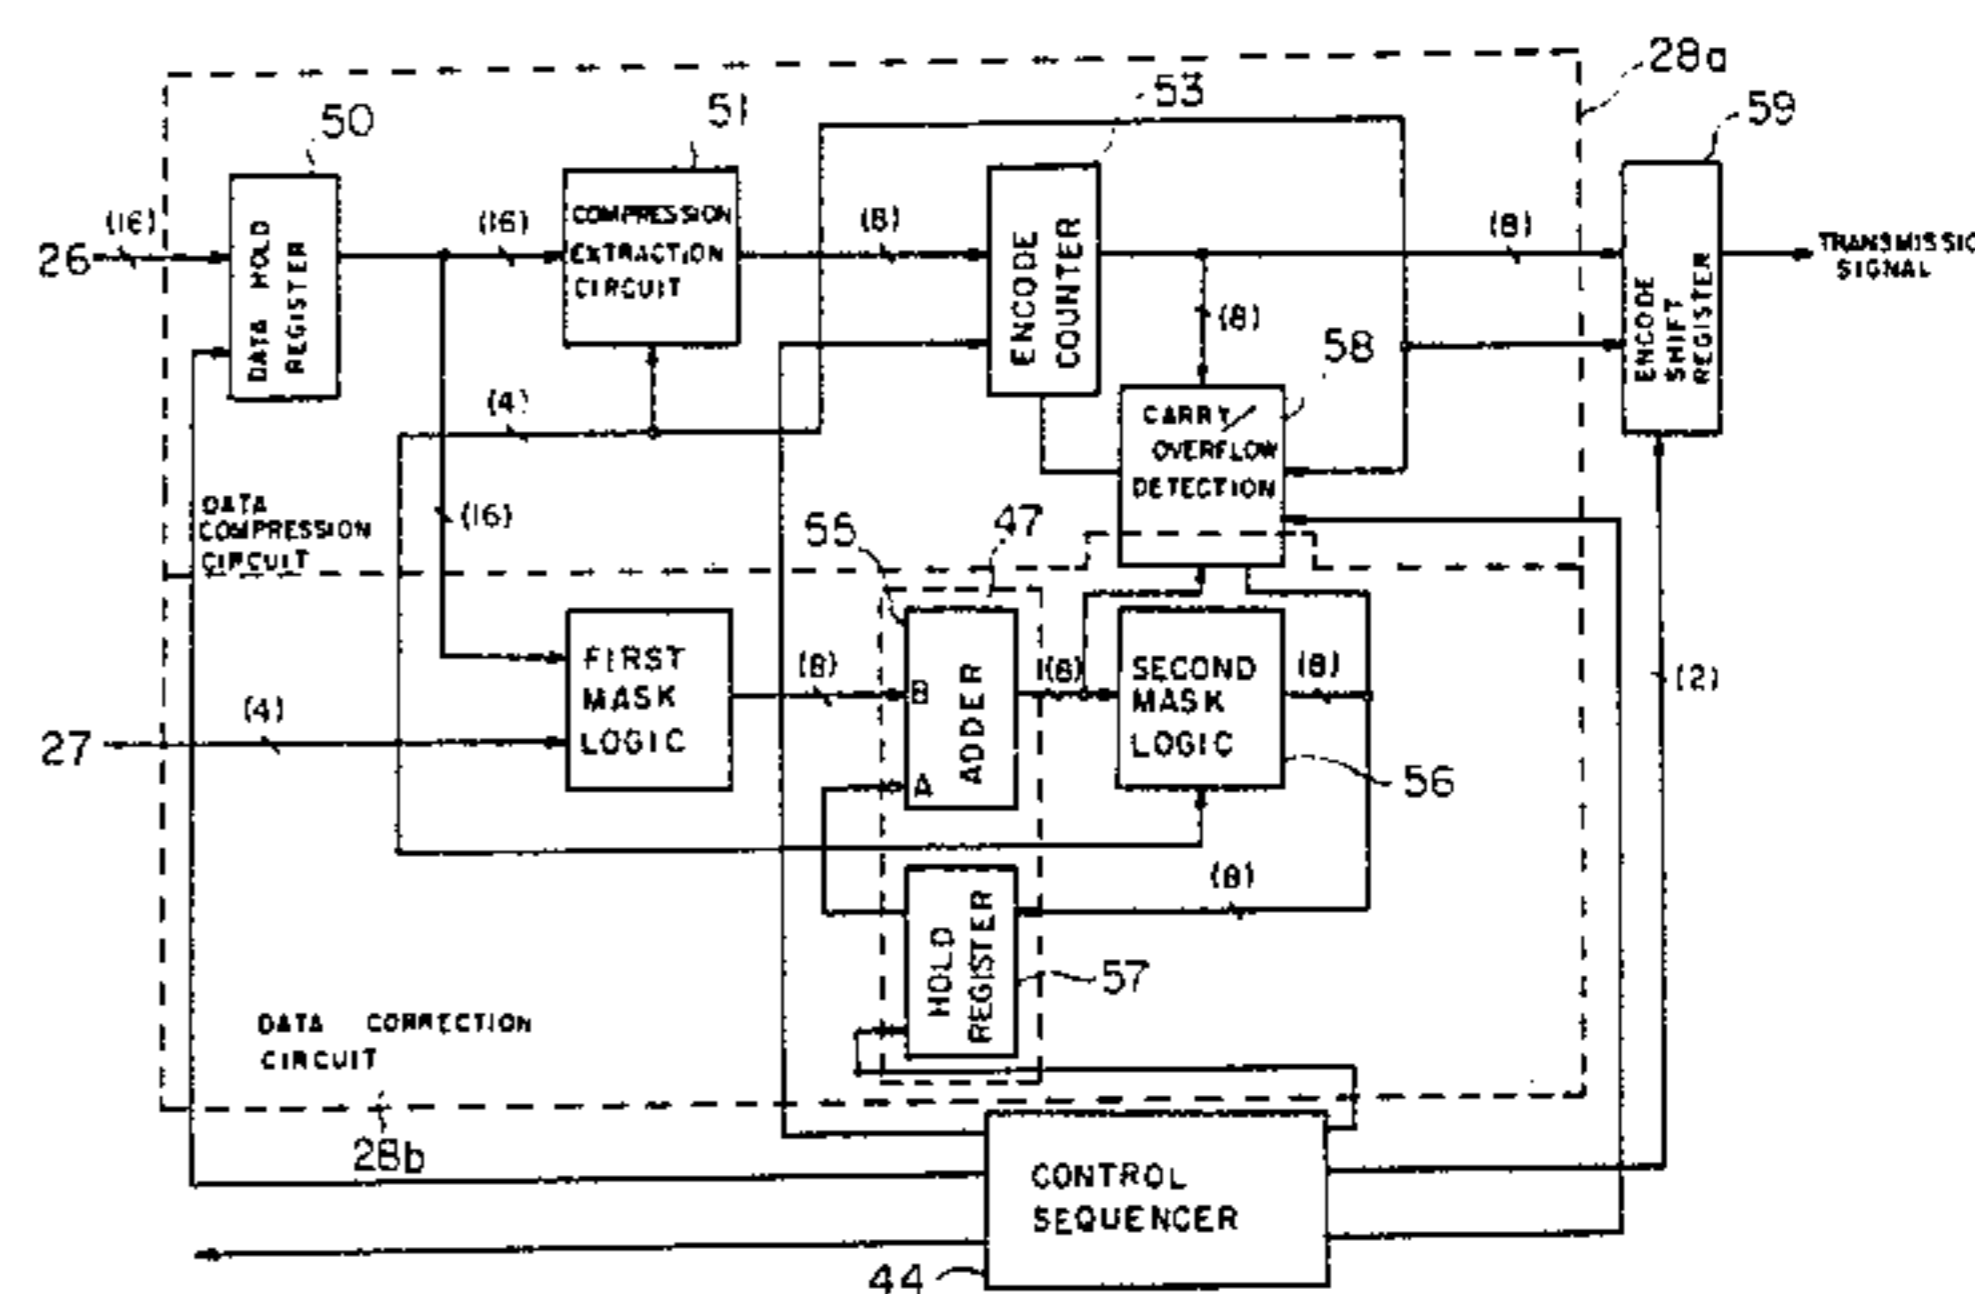 28a
53
59
51
50
(16)
(16)
(8)
(8)
26
DATA HOLD
REGISTER
COMPRESSION
EXTRACTION
CIRCUIT
ENCODE
COUNTER
ENCODE
SHIFT
REGISTER
SIGNAL
(8)
58
(4)
CARRY/
OVERFLOW
DETECTION
DATA
COMPRESSION
CIRCUIT
(16)
55
47
FIRST
MASK
LOGIC
(8)
B
A
ADDER
(8)
SECOND
MASK
LOGIC
(8)
(2)
(4)
27
56
(8)
HOLD
REGISTER
57
DATA CORRECTION
CIRCUIT
28b
CONTROL
SEQUENCER
44